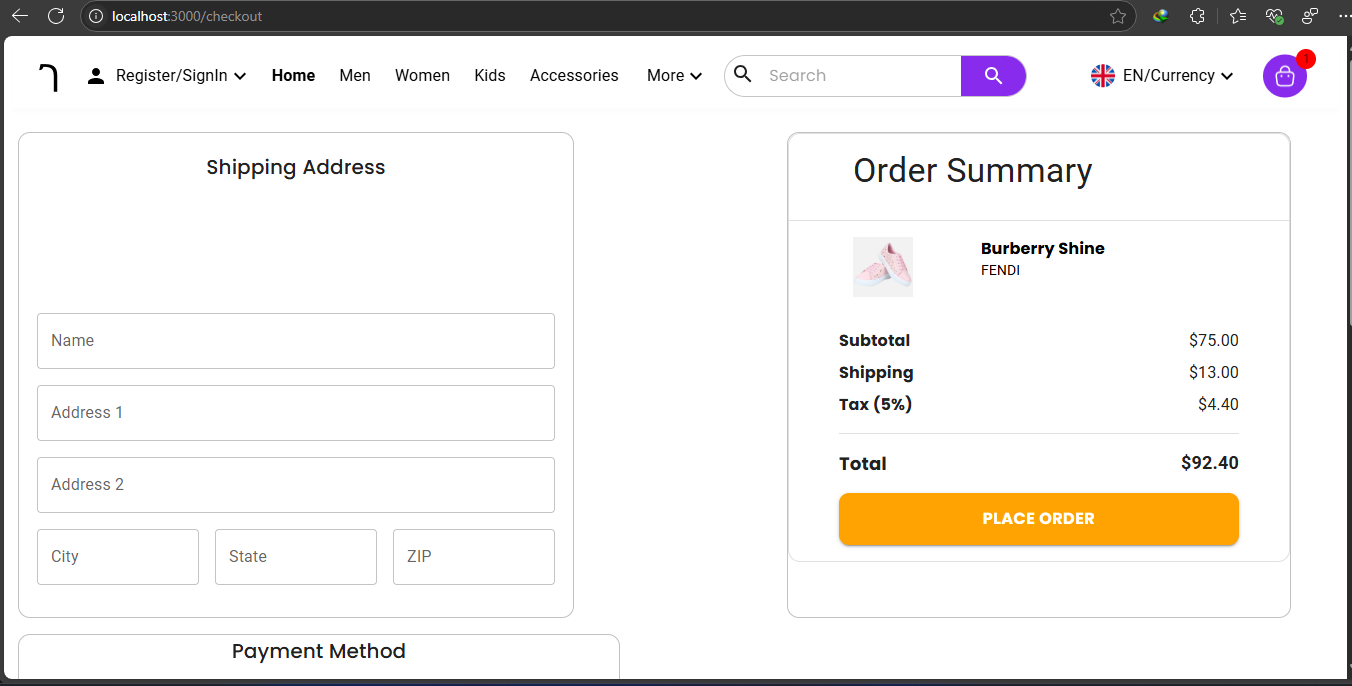 localhost:3000/checkout
Register/SignIn Home Men Women Kids Accessories More Search EN/Currency 1
Shipping Address
Name
Address 1
Address 2
City State ZIP
Payment Method
Order Summary
Burberry Shine
FENDI
Subtotal $75.00
Shipping $13.00
Tax (5%) $4.40
Total $92.40
PLACE ORDER